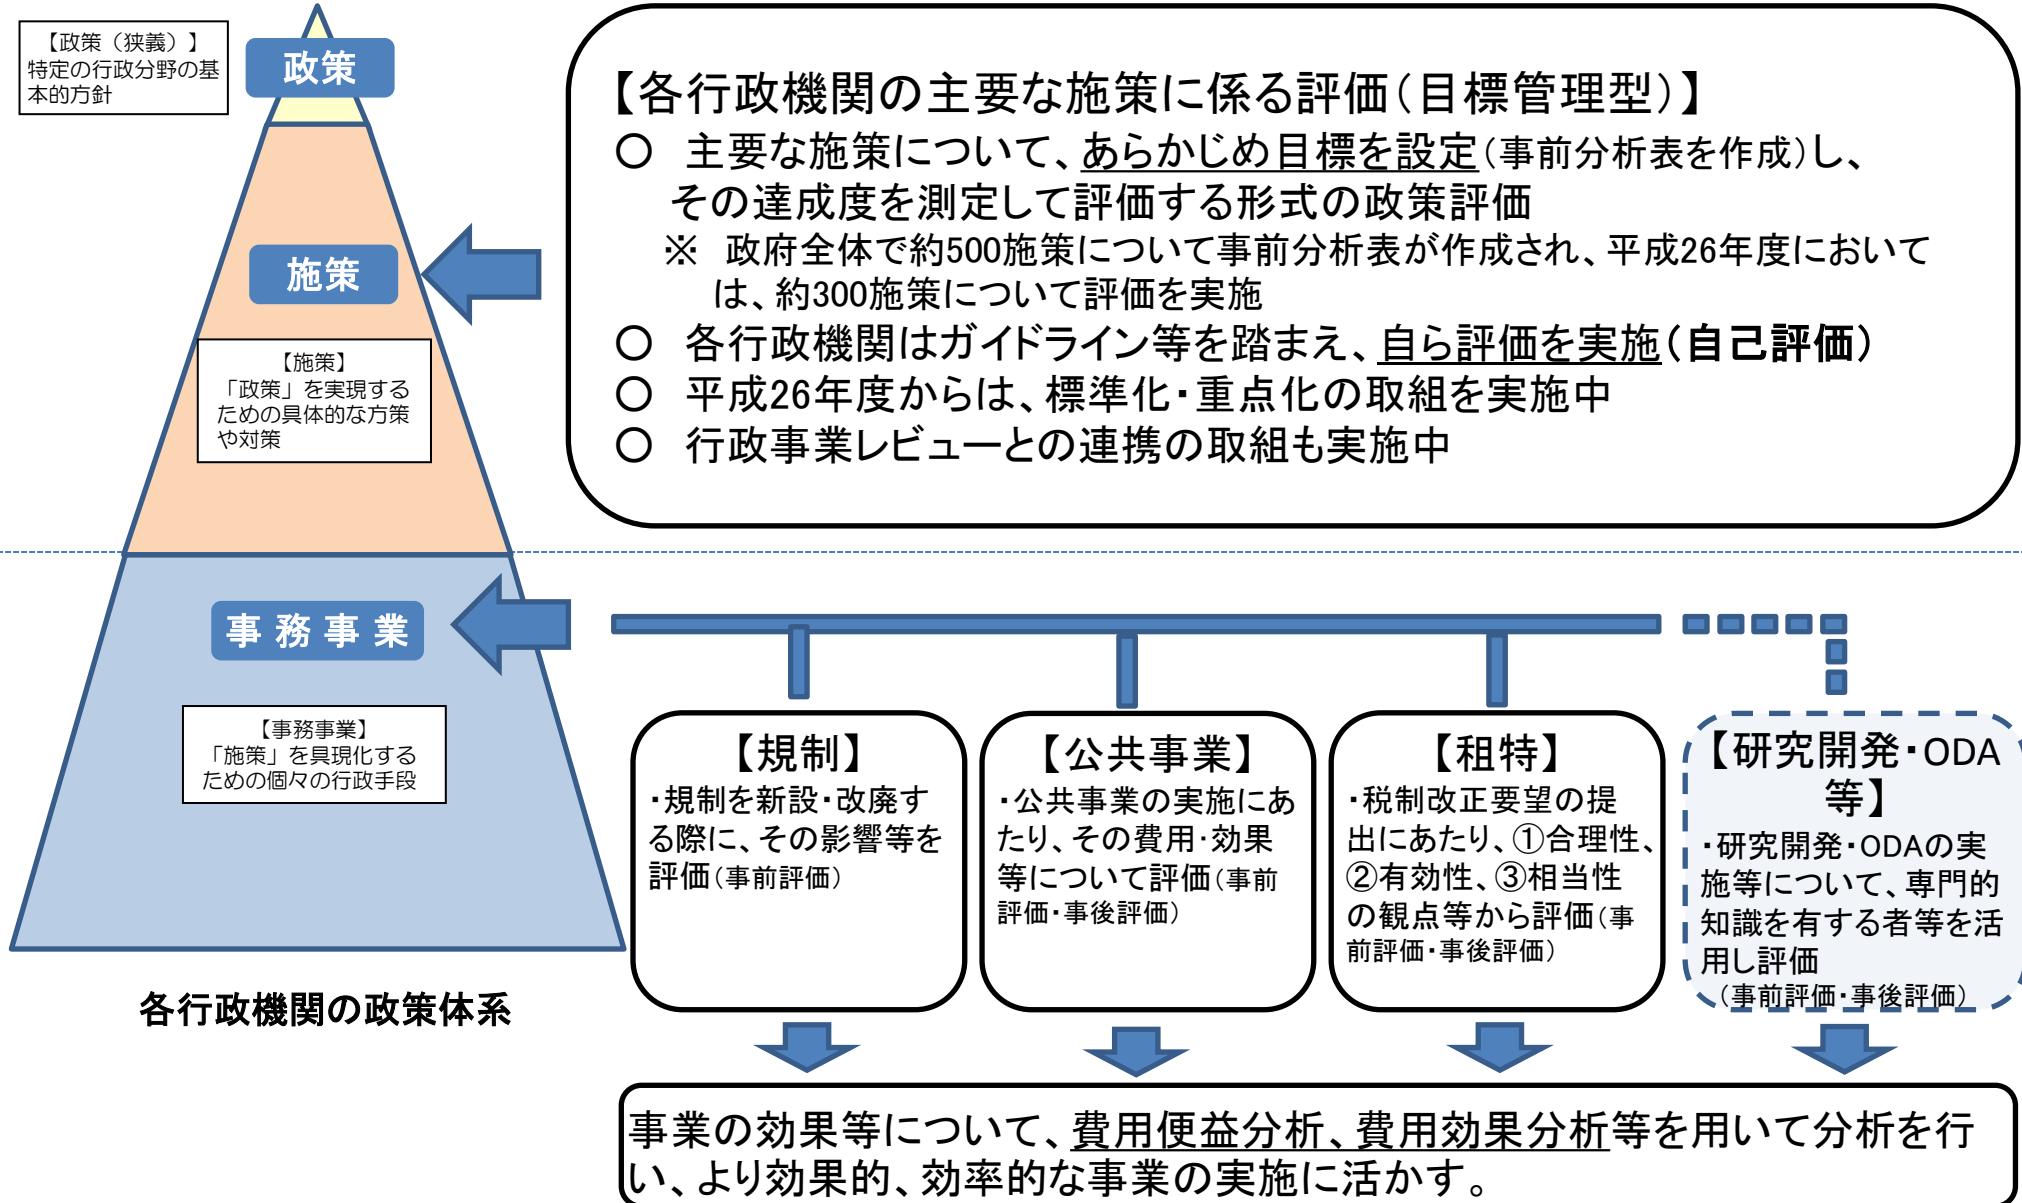 【政策（狭義）】
特定の行政分野の基
本的方針
政策
施策
【施策】
「政策」を実現する
ための具体的な方策
や対策
【各行政機関の主要な施策に係る評価（目標管理型）】
○　主要な施策について、あらかじめ目標を設定（事前分析表を作成）し、
その達成度を測定して評価する形式の政策評価
※　政府全体で約500施策について事前分析表が作成され、平成26年度において
は、約300施策について評価を実施
○　各行政機関はガイドライン等を踏まえ、自ら評価を実施（自己評価）
○　平成26年度からは、標準化・重点化の取組を実施中
○　行政事業レビューとの連携の取組も実施中
事務事業
【事務事業】
「施策」を具現化する
ための個々の行政手段
各行政機関の政策体系
【規制】
・規制を新設・改廃す
る際に、その影響等を
評価（事前評価）
【公共事業】
・公共事業の実施にあ
たり、その費用・効果
等について評価（事前
評価・事後評価）
【租特】
・税制改正要望の提
出にあたり、①合理性、
②有効性、③相当性
の観点等から評価（事
前評価・事後評価）
【研究開発・ODA
等】
・研究開発・ODAの実
施等について、専門的
知識を有する者等を活
用し評価
（事前評価・事後評価）
事業の効果等について、費用便益分析、費用効果分析等を用いて分析を行
い、より効果的、効率的な事業の実施に活かす。